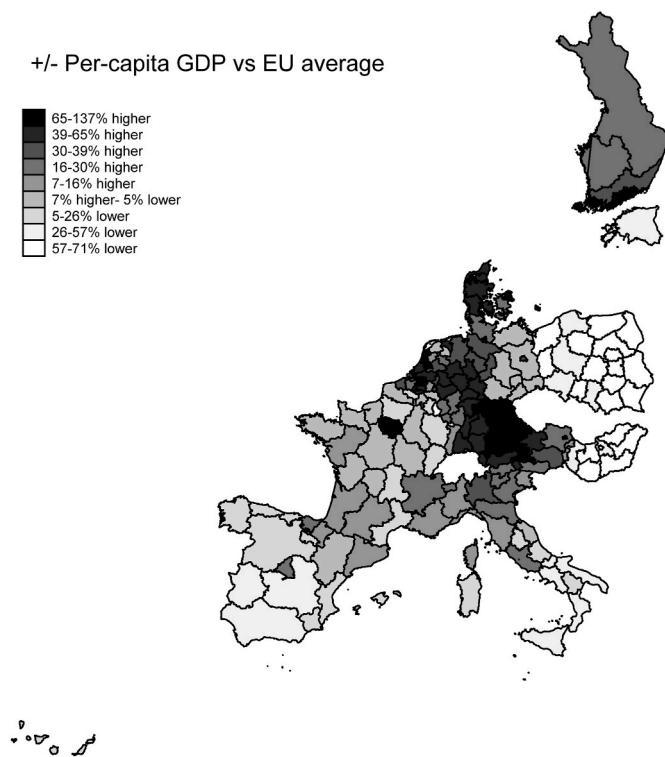 +/- Per-capita GDP vs EU average
65-137% higher
39-65% higher
30-39% higher
16-30% higher
7-16% higher
7% higher- 5% lower
5-26% lower
26-57% lower
57-71% lower